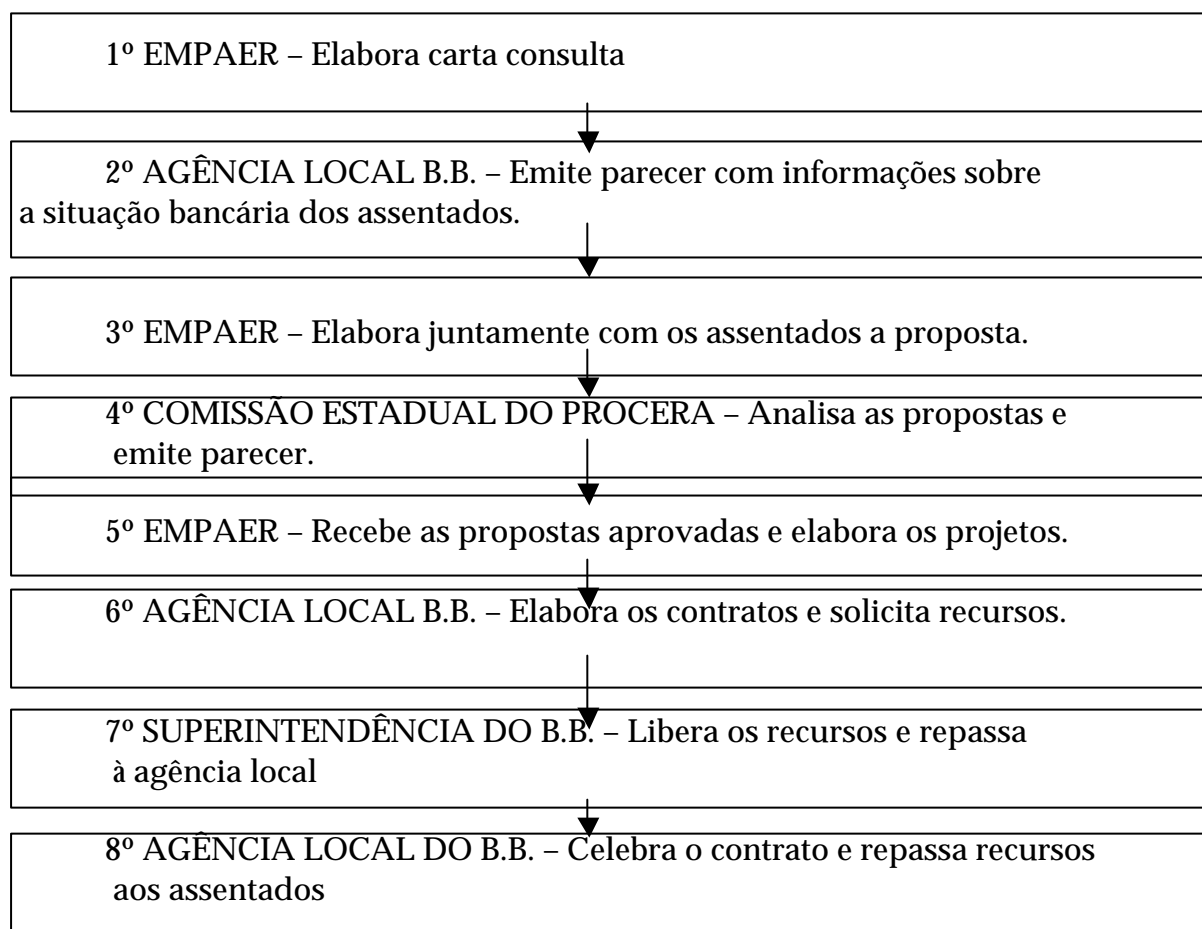 1º EMPAER – Elabora carta consulta
2º AGÊNCIA LOCAL B.B. – Emite parecer com informações sobre
a situação bancária dos assentados.
3º EMPAER – Elabora juntamente com os assentados a proposta.
4º COMISSÃO ESTADUAL DO PROCERA – Analisa as propostas e
emite parecer.
5º EMPAER – Recebe as propostas aprovadas e elabora os projetos.
6º AGÊNCIA LOCAL B.B. – Elabora os contratos e solicita recursos.
7º SUPERINTENDÊNCIA DO B.B. – Libera os recursos e repassa
à agência local
8º AGÊNCIA LOCAL DO B.B. – Celebra o contrato e repassa recursos
aos assentados